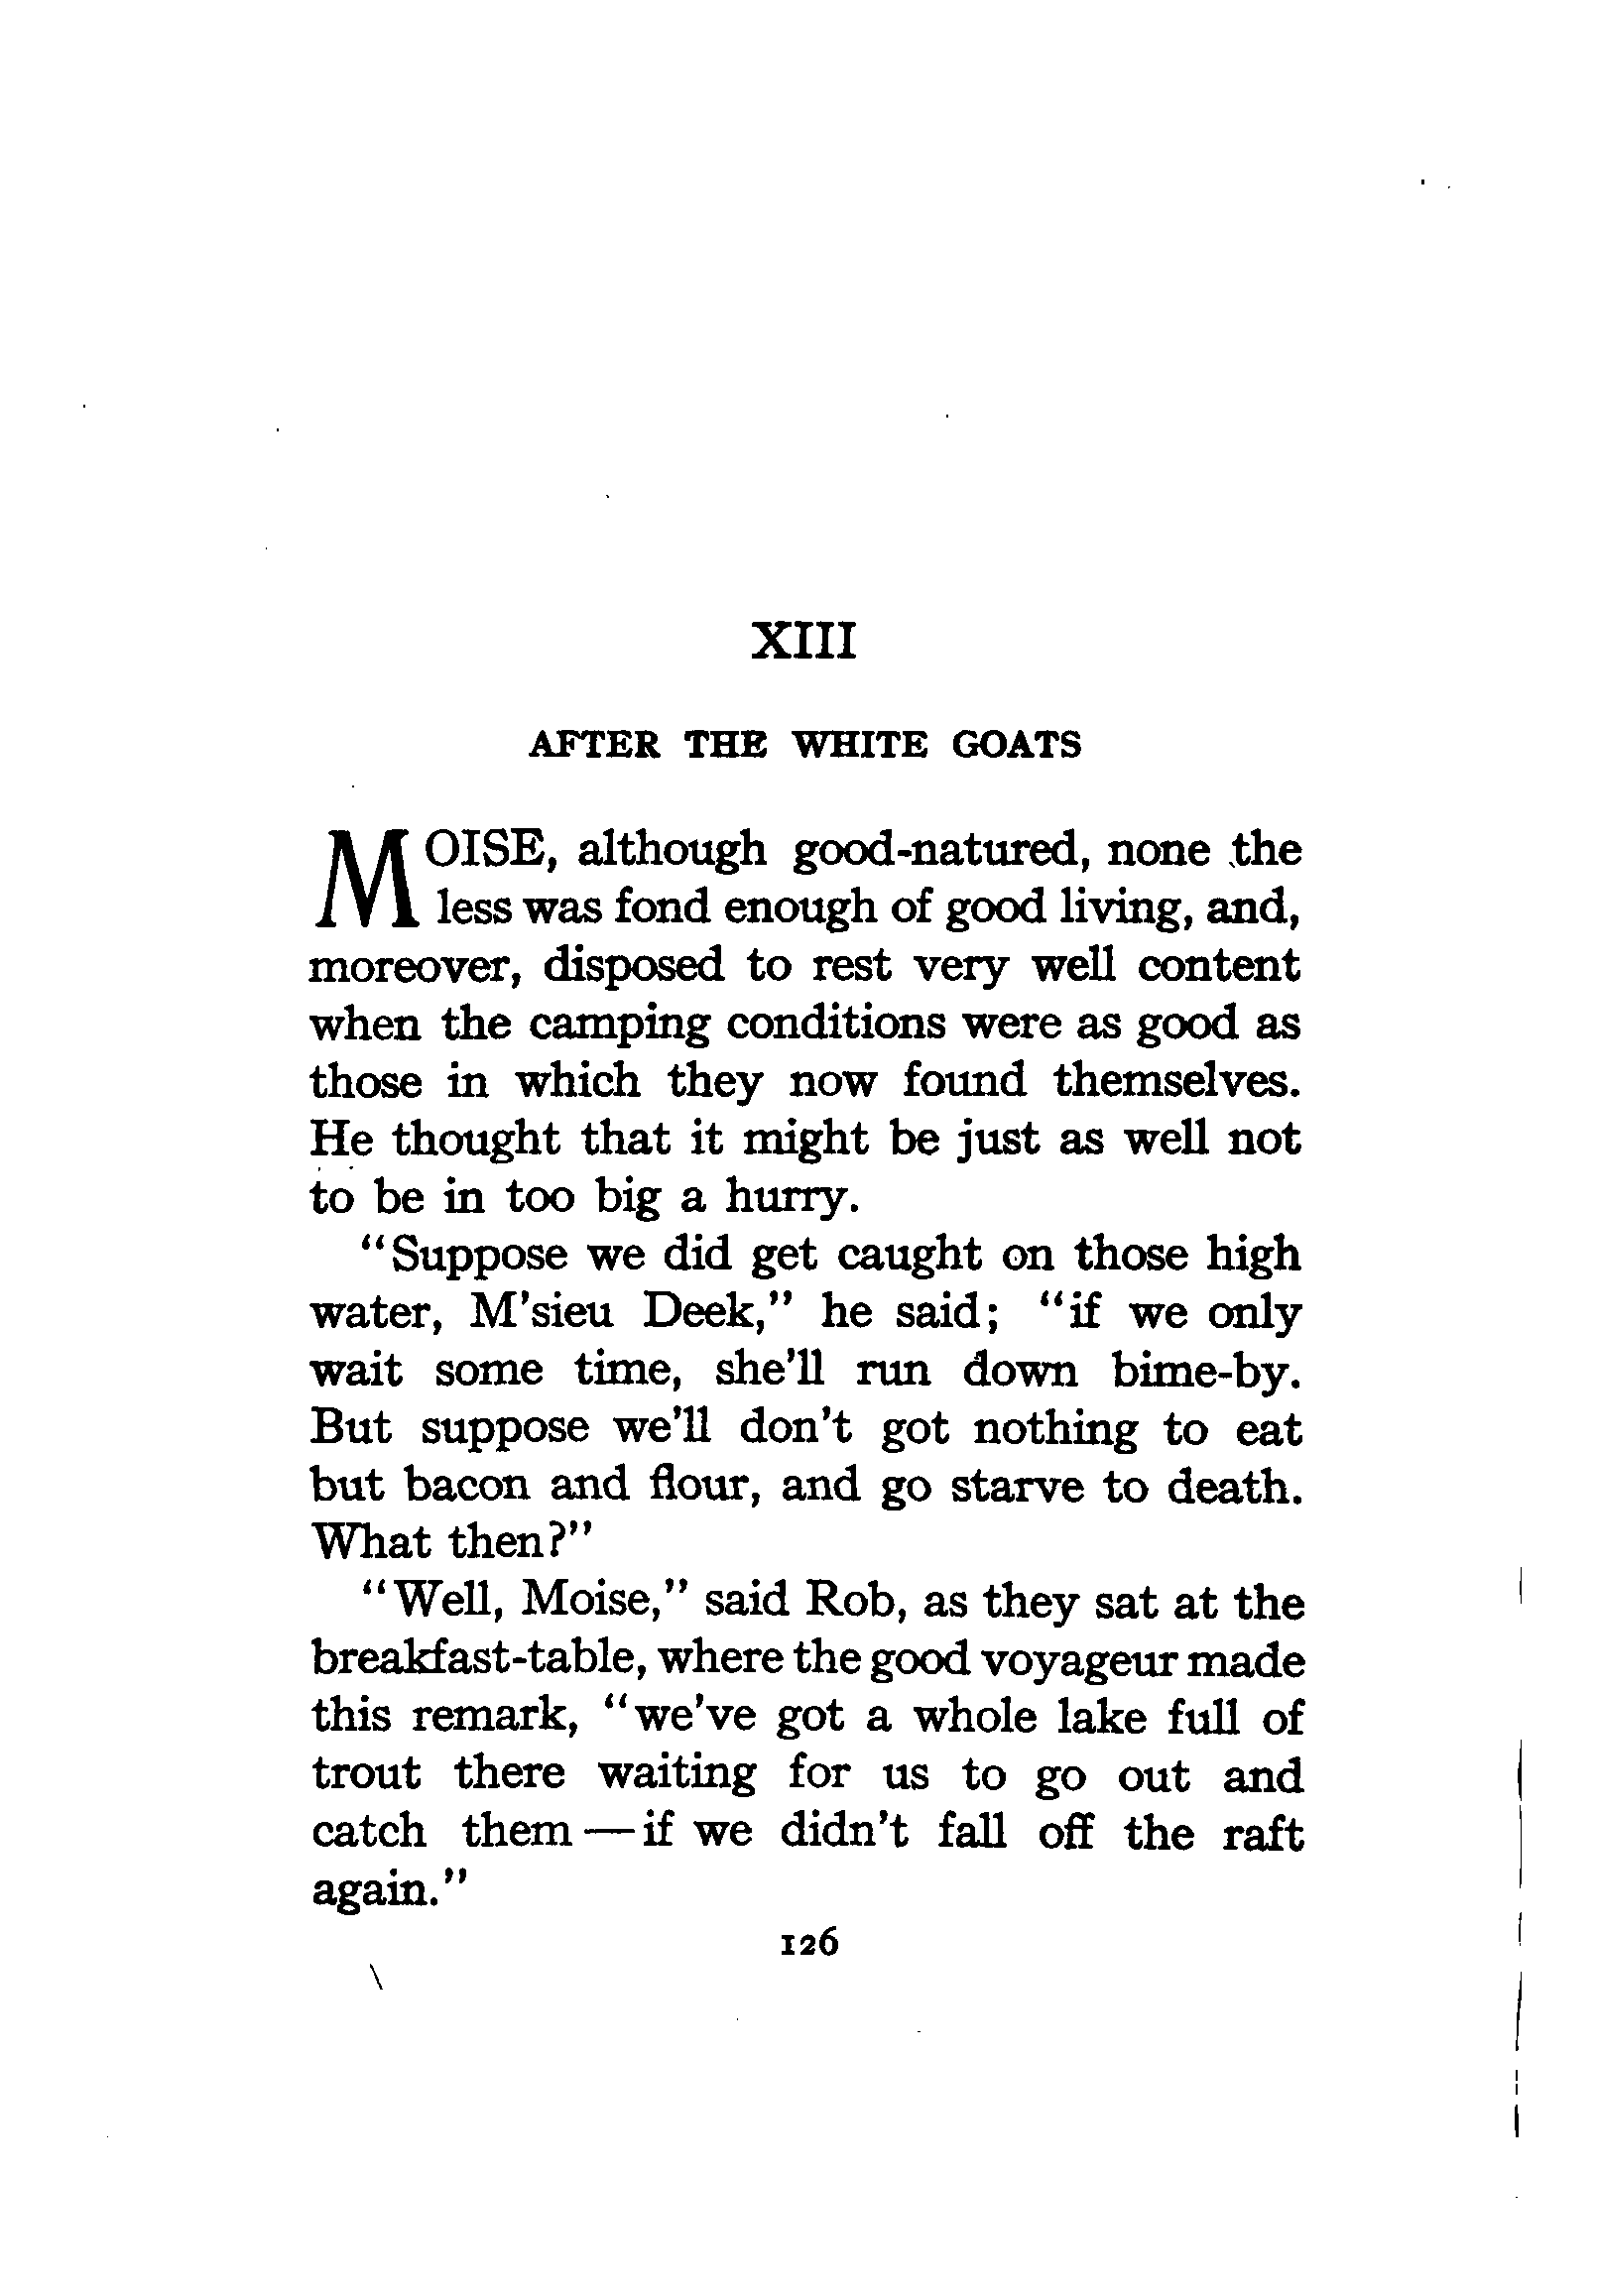 XIII
AFTER THE WHITE GOATS
MOISE, although good-natured, none the
less was fond enough of good living, and,
moreover, disposed to rest very well content
when the camping conditions were as good as
those in which they now found themselves.
He thought that it might be just as well not
to be in too big a hurry.
"Suppose we did get caught on those high
water, M'sieu Deek," he said; "if we only
wait some time, she'll run down bime-by.
But suppose we'll don't got nothing to eat
but bacon and flour, and go starve to death.
What then?"
"Well, Moise," said Rob, as they sat at the
breakfast-table, where the good voyageur made
this remark, "we've got a whole lake full of
trout there waiting for us to go out and
catch them — if we didn't fall off the raft
again."
126